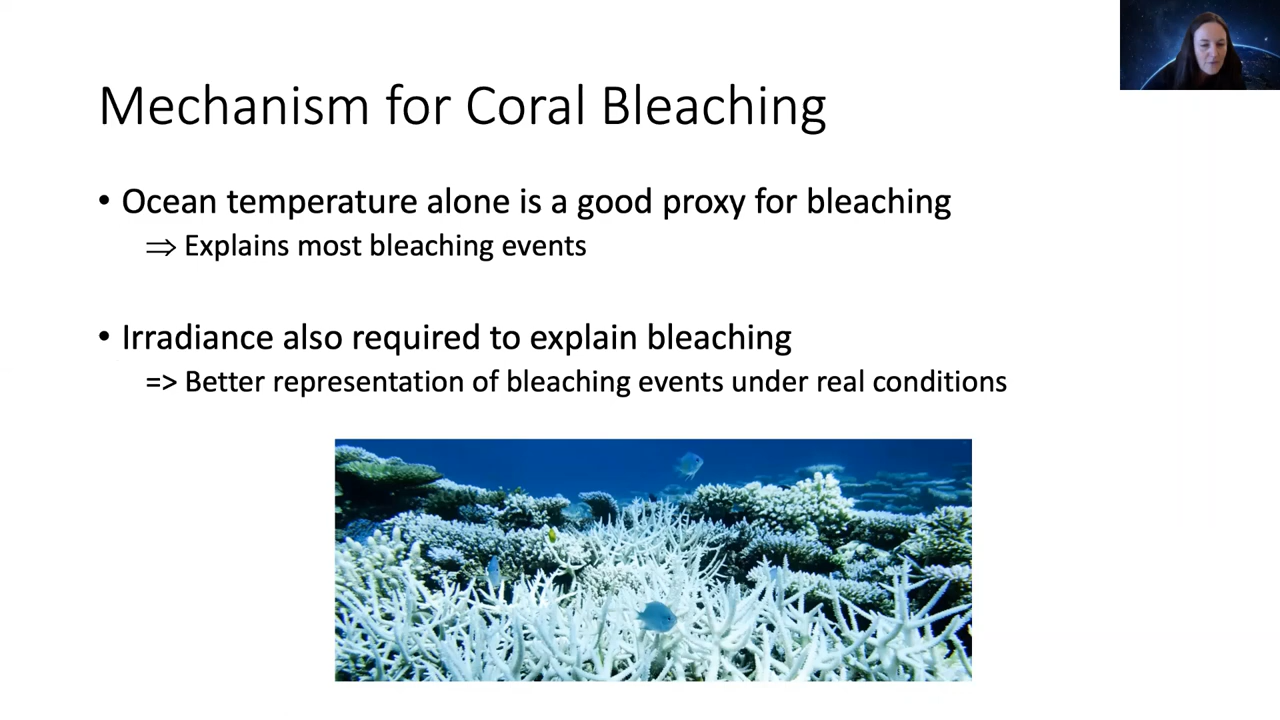 Mechanism for Coral Bleaching
• Ocean temperature alone is a good proxy for bleaching
⇒ Explains most bleaching events
• Irradiance also required to explain bleaching
=> Better representation of bleaching events under real conditions